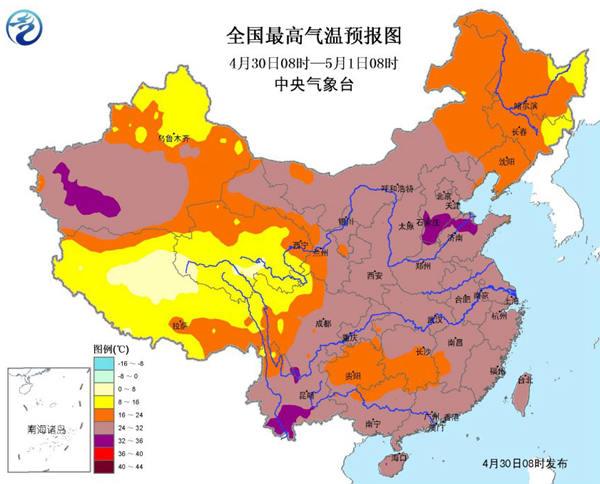 全国最高气温预报图
4月30日08时—5月1日08时
中央气象台
哈尔滨
长春
乌鲁木齐
沈阳
呼和浩特
北京
天津
银川
太原
石家庄
济南
西宁
兰州
郑州
西安
合肥
南京
上海
拉萨
成都
武汉
杭州
重庆
长沙
南昌
贵阳
福州
台北
昆明
南宁
广州
香港
澳门
海口
图例(℃)
-16 ~ -8
-8 ~ 0
0 ~ 8
8 ~ 16
16 ~ 24
24 ~ 32
32 ~ 36
36 ~ 40
40 ~ 44
南海诸岛
4月30日08时发布